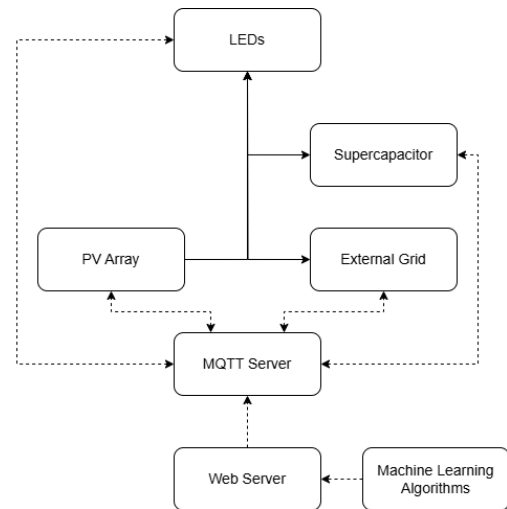 LEDs
Supercapacitor
PV Array
External Grid
MQTT Server
Web Server
Machine Learning
Algorithms